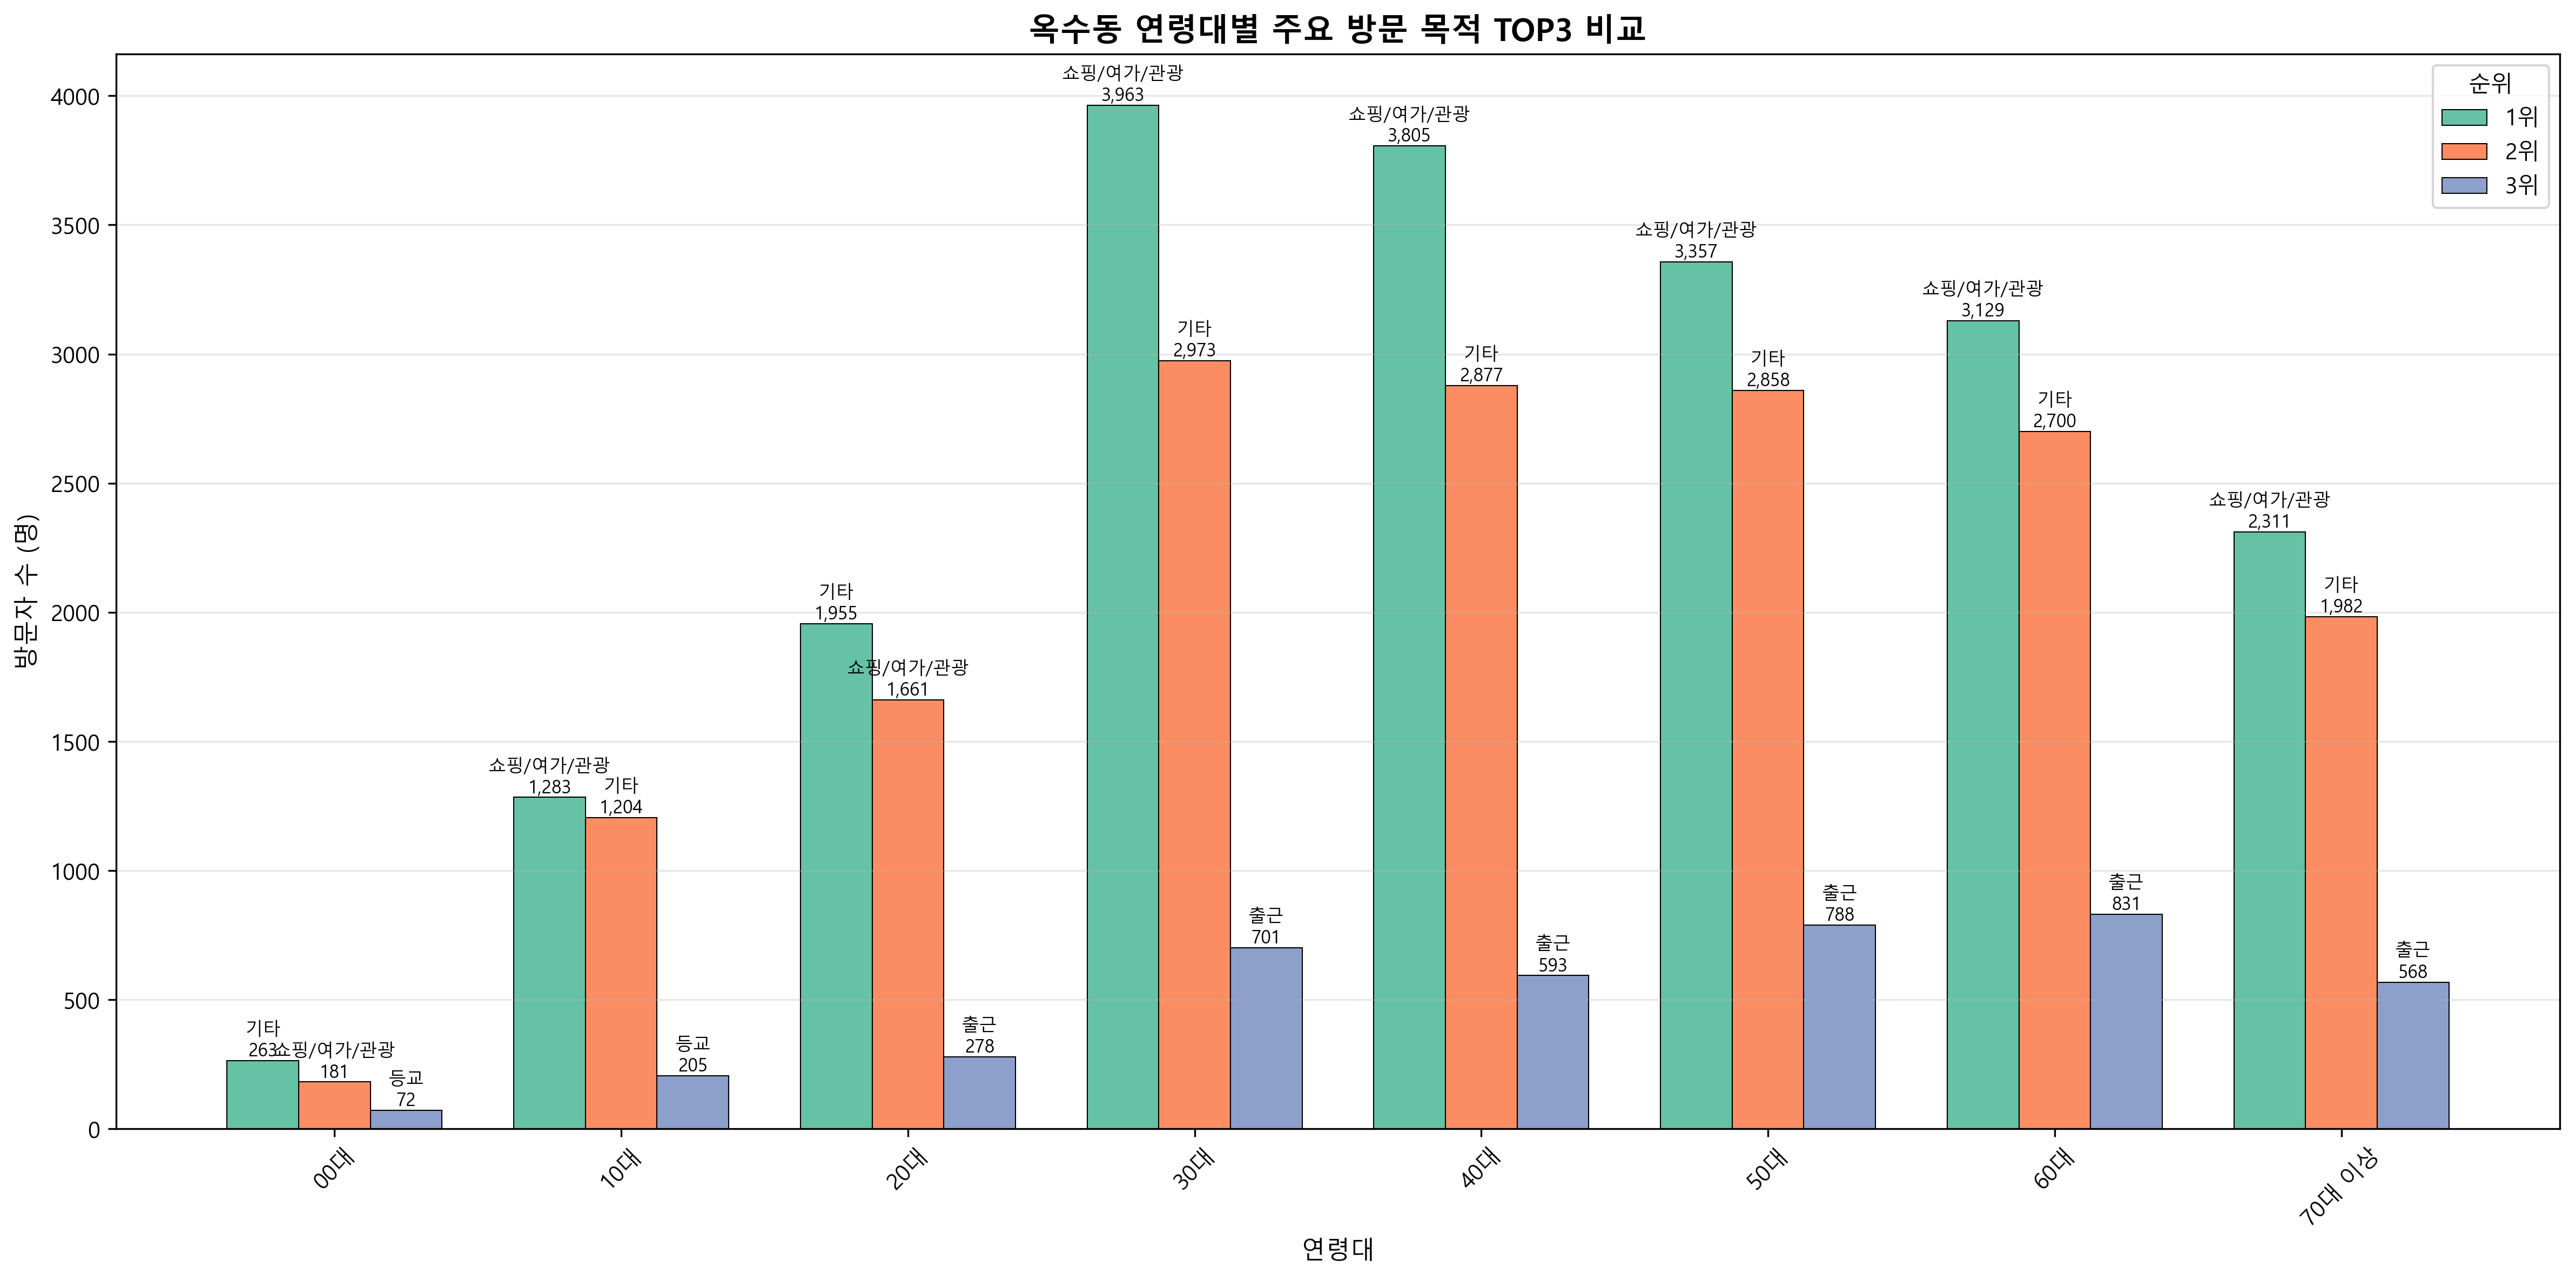 옥수동 연령대별 주요 방문 목적 TOP3 비교
순위
1위
2위
3위
방문자 수 (명)
4000
3500
3000
2500
2000
1500
1000
500
0
기타
263
쇼핑/여가/관광
181
등교
72
쇼핑/여가/관광
1,283
기타
1,204
등교
205
기타
1,955
쇼핑/여가/관광
1,661
출근
278
쇼핑/여가/관광
3,963
기타
2,973
출근
701
쇼핑/여가/관광
3,805
기타
2,877
출근
593
쇼핑/여가/관광
3,357
기타
2,858
출근
788
쇼핑/여가/관광
3,129
기타
2,700
출근
831
쇼핑/여가/관광
2,311
기타
1,982
출근
568
00대
10대
20대
30대
40대
50대
60대
70대 이상
연령대